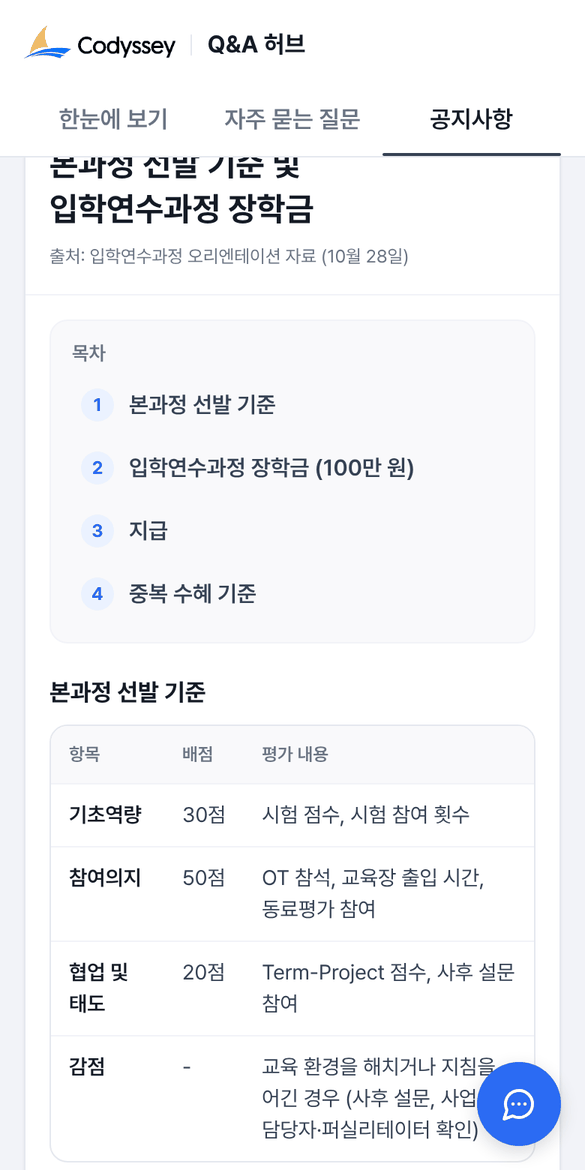 Codyssey
Q&A 허브
한눈에 보기
자주 묻는 질문
공지사항
본과정 선발 기준 및
입학연수과정 장학금
출처: 입학연수과정 오리엔테이션 자료 (10월 28일)
목차
1 본과정 선발 기준
2 입학연수과정 장학금 (100만 원)
3 지급
4 중복 수혜 기준
본과정 선발 기준
항목 배점 평가 내용
기초역량 30점 시험 점수, 시험 참여 횟수
참여의지 50점 OT 참석, 교육장 출입 시간,
동료평가 참여
협업 및 20점 Term-Project 점수, 사후 설문
태도 참여
감점 - 교육 환경을 해치거나 지침을
어긴 경우 (사후 설문, 사업
담당자·퍼실리테이터 확인)